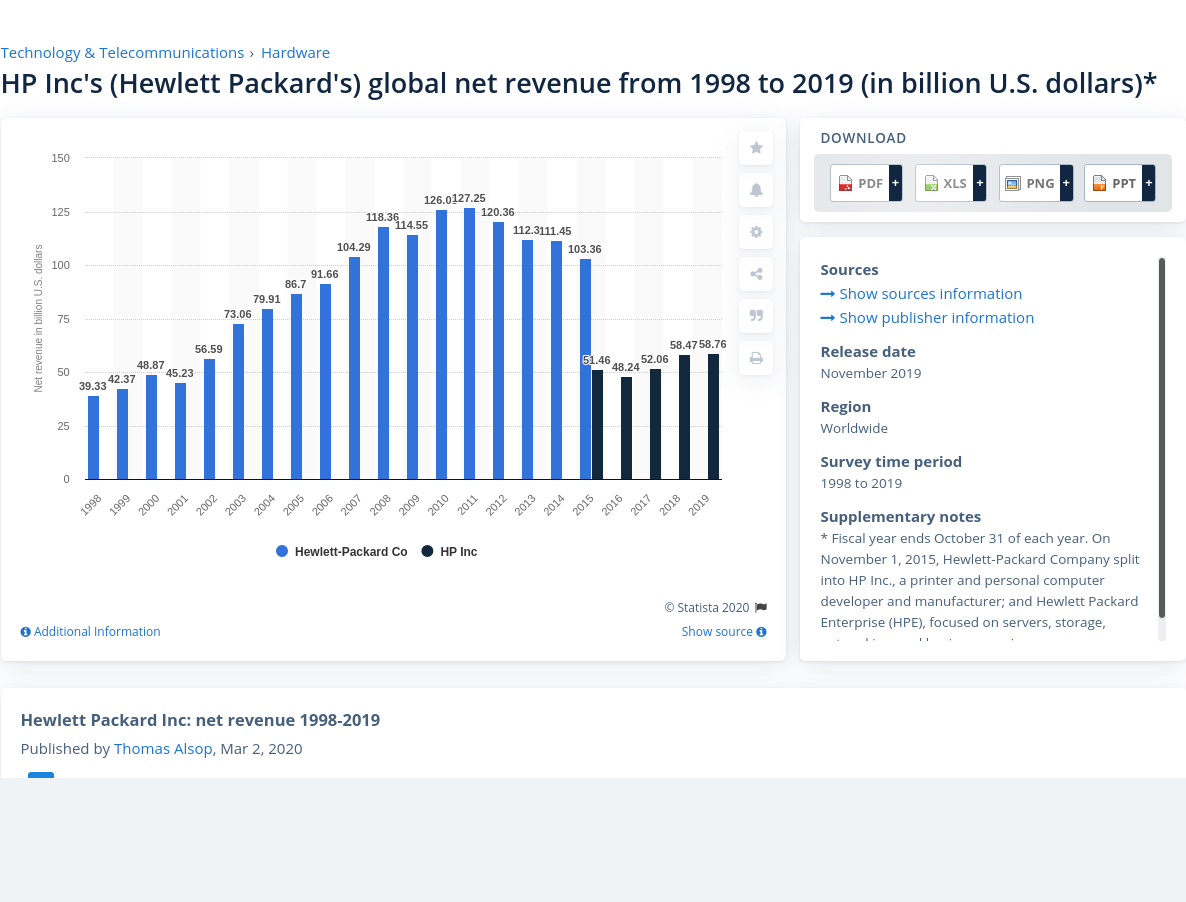 Technology & Telecommunications › Hardware
HP Inc's (Hewlett Packard's) global net revenue from 1998 to 2019 (in billion U.S. dollars)*
Net revenue in billion U.S. dollars
150
125
100
75
50
25
0
39.33
42.37
48.87
45.23
56.59
73.06
79.91
86.7
91.66
104.29
118.36
114.55
126.0
127.25
120.36
112.3
111.45
103.36
51.46
48.24
52.06
58.47
58.76
1998
1999
2000
2001
2002
2003
2004
2005
2006
2007
2008
2009
2010
2011
2012
2013
2014
2015
2016
2017
2018
2019
Hewlett-Packard Co
HP Inc
© Statista 2020
Additional Information
Show source
DOWNLOAD
PDF +
XLS +
PNG +
PPT +
Sources
Show sources information
Show publisher information
Release date
November 2019
Region
Worldwide
Survey time period
1998 to 2019
Supplementary notes
* Fiscal year ends October 31 of each year. On
November 1, 2015, Hewlett-Packard Company split
into HP Inc., a printer and personal computer
developer and manufacturer; and Hewlett Packard
Enterprise (HPE), focused on servers, storage,
Hewlett Packard Inc: net revenue 1998-2019
Published by Thomas Alsop, Mar 2, 2020